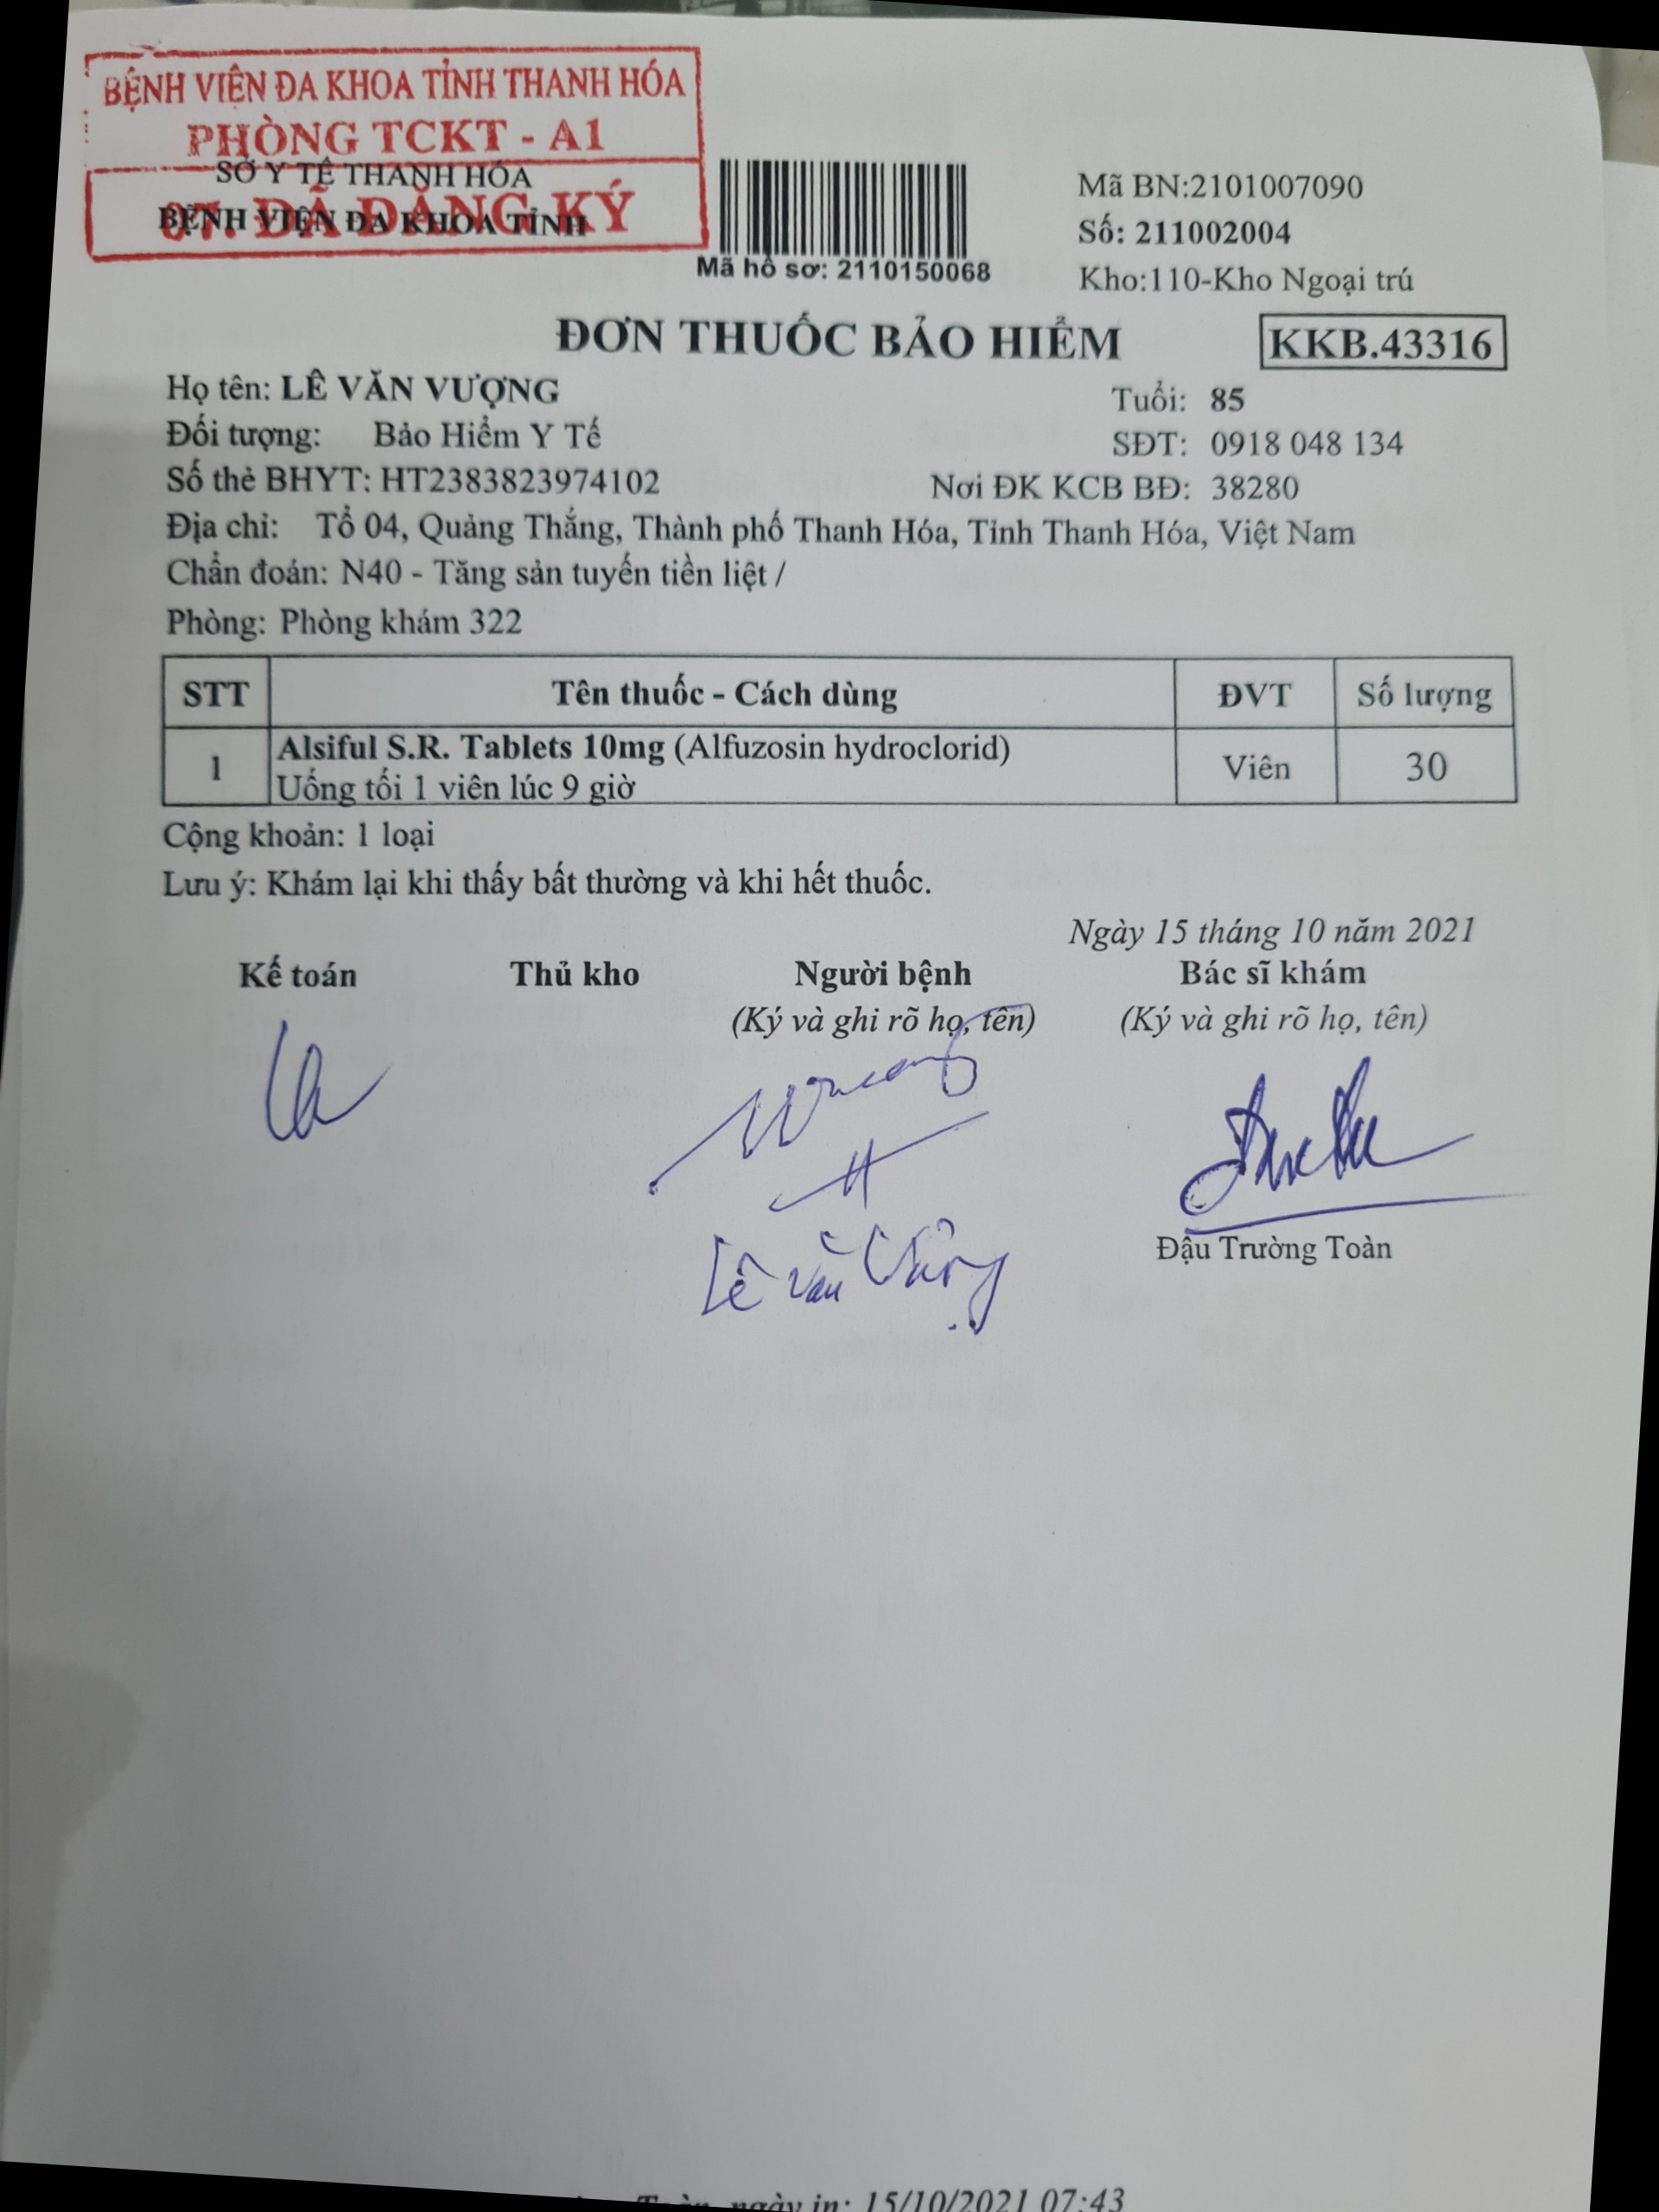 BỆNH VIỆN ĐA KHOA TỈNH THANH HÓA
PHÒNG TCKT - A1
07. ĐÃ ĐĂNG KÝ
SỞ Y TẾ THANH HÓA
BỆNH VIỆN ĐA KHOA TỈNH
Mã hồ sơ: 2110150068
Mã BN:2101007090
Số: 211002004
Kho:110-Kho Ngoại trú
ĐƠN THUỐC BẢO HIỂM
KKB.43316
Họ tên: LÊ VĂN VƯỢNG
Tuổi: 85
Đối tượng: Bảo Hiểm Y Tế
SĐT: 0918 048 134
Số thẻ BHYT: HT2383823974102
Nơi ĐK KCB BĐ: 38280
Địa chỉ: Tổ 04, Quảng Thắng, Thành phố Thanh Hóa, Tỉnh Thanh Hóa, Việt Nam
Chẩn đoán: N40 - Tăng sản tuyến tiền liệt /
Phòng: Phòng khám 322
STT Tên thuốc - Cách dùng ĐVT Số lượng
1 Alsiful S.R. Tablets 10mg (Alfuzosin hydroclorid) Viên 30
Uống tối 1 viên lúc 9 giờ
Cộng khoản: 1 loại
Lưu ý: Khám lại khi thấy bất thường và khi hết thuốc.
Ngày 15 tháng 10 năm 2021
Kế toán Thủ kho Người bệnh Bác sĩ khám
(Ký và ghi rõ họ, tên) (Ký và ghi rõ họ, tên)
Đậu Trường Toàn
Lê Văn Vượng
Toàn, ngày in: 15/10/2021 07:43